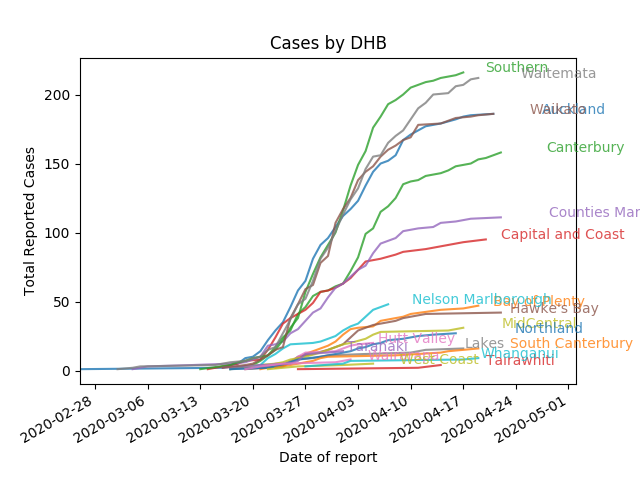 Cases by DHB
Southern
Waitemata
Waikato
Auckland
Canterbury
Counties Man
Capital and Coast
Nelson Marlborough
Bay of Plenty
Hawke's Bay
MidCentral
Northland
Hutt Valley
Lakes
South Canterbury
Taranaki
Whanganui
West Coast
Tairawhiti
Total Reported Cases
200
150
100
50
0
2020-02-28
2020-03-06
2020-03-13
2020-03-20
2020-03-27
2020-04-03
2020-04-10
2020-04-17
2020-04-24
2020-05-01
Date of report